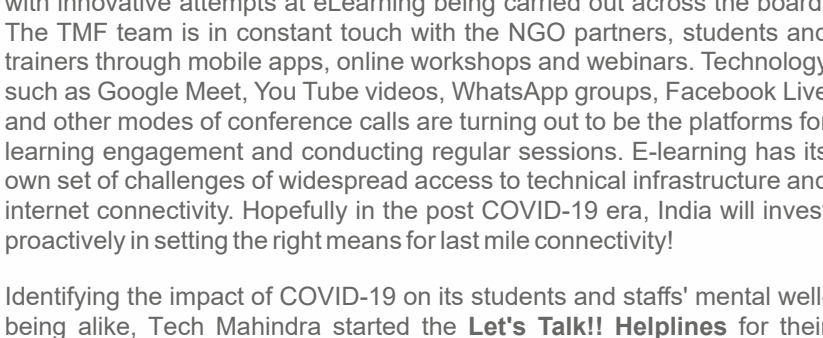 with innovative attempts at eLearning being carried out across the board.
The TMF team is in constant touch with the NGO partners, students and
trainers through mobile apps, online workshops and webinars. Technology
such as Google Meet, You Tube videos, WhatsApp groups, Facebook Live
and other modes of conference calls are turning out to be the platforms for
learning engagement and conducting regular sessions. E-learning has its
own set of challenges of widespread access to technical infrastructure and
internet connectivity. Hopefully in the post COVID-19 era, India will invest
proactively in setting the right means for last mile connectivity!
Identifying the impact of COVID-19 on its students and staffs' mental well-
being alike, Tech Mahindra started the Let's Talk!! Helplines for their